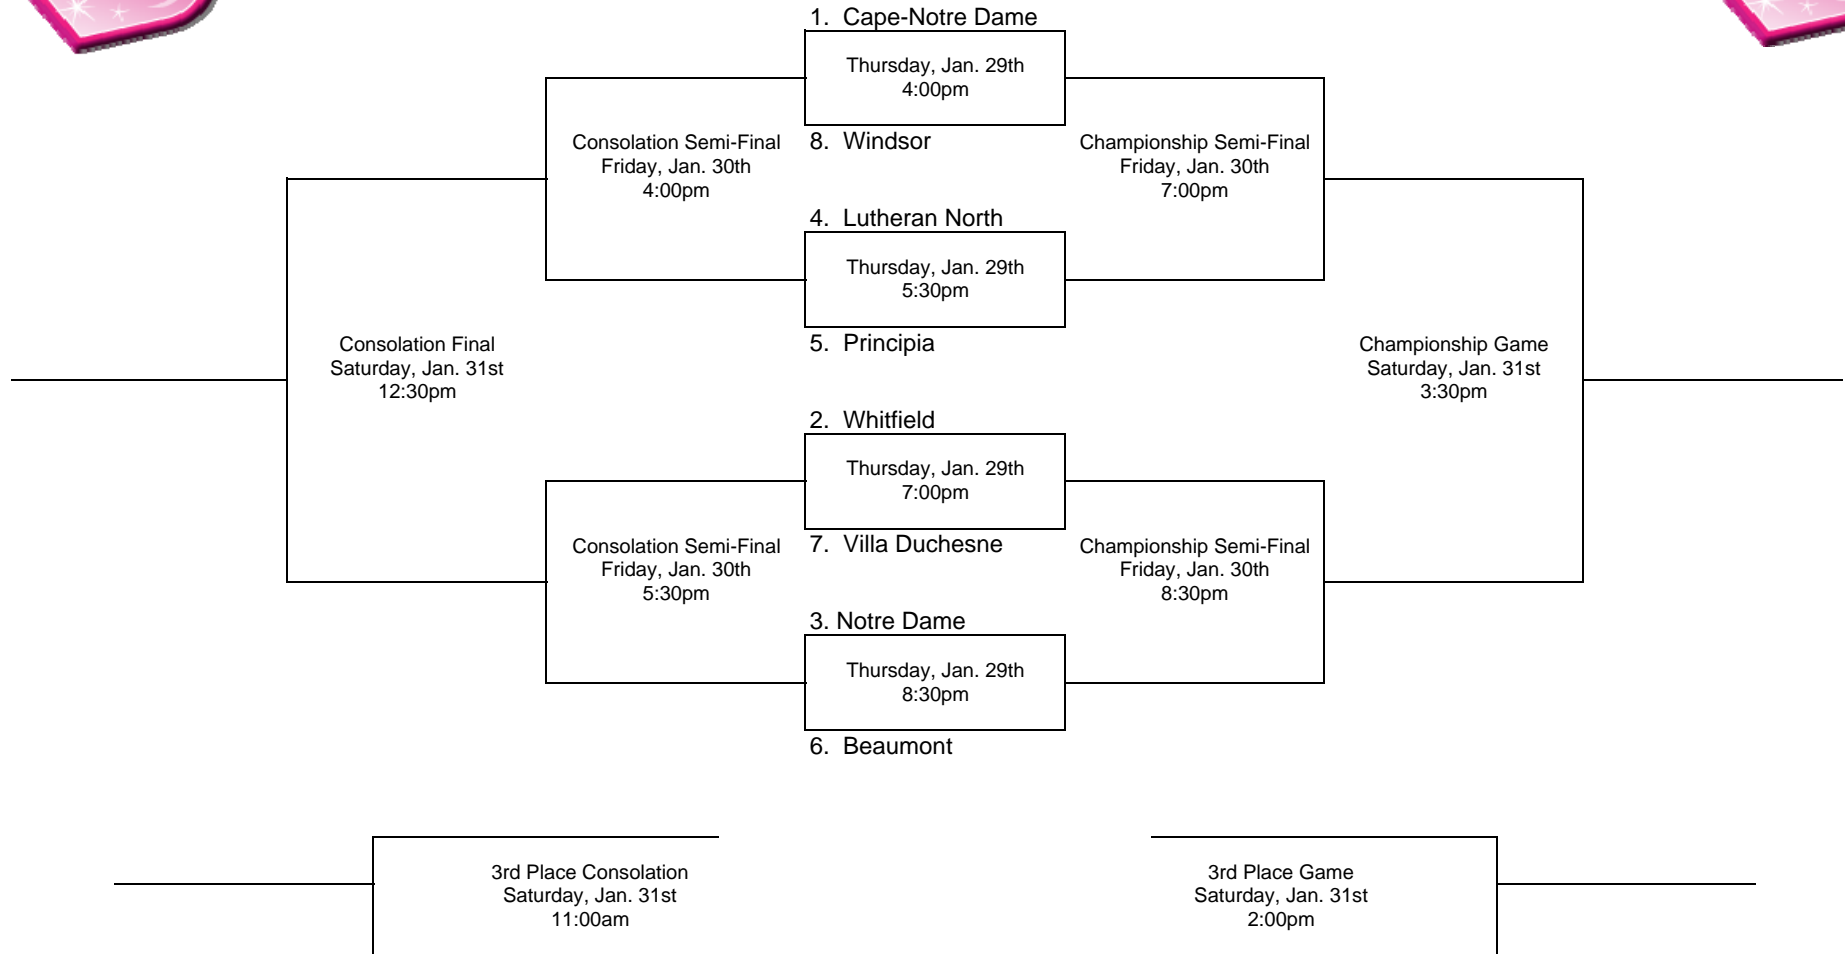 1. Cape-Notre Dame
Thursday, Jan. 29th
4:00pm
Consolation Semi-Final
Friday, Jan. 30th
4:00pm
8. Windsor
Championship Semi-Final
Friday, Jan. 30th
7:00pm
4. Lutheran North
Thursday, Jan. 29th
5:30pm
5. Principia
Consolation Final
Saturday, Jan. 31st
12:30pm
Championship Game
Saturday, Jan. 31st
3:30pm
2. Whitfield
Thursday, Jan. 29th
7:00pm
Consolation Semi-Final
Friday, Jan. 30th
5:30pm
7. Villa Duchesne
Championship Semi-Final
Friday, Jan. 30th
8:30pm
3. Notre Dame
Thursday, Jan. 29th
8:30pm
6. Beaumont
3rd Place Consolation
Saturday, Jan. 31st
11:00am
3rd Place Game
Saturday, Jan. 31st
2:00pm